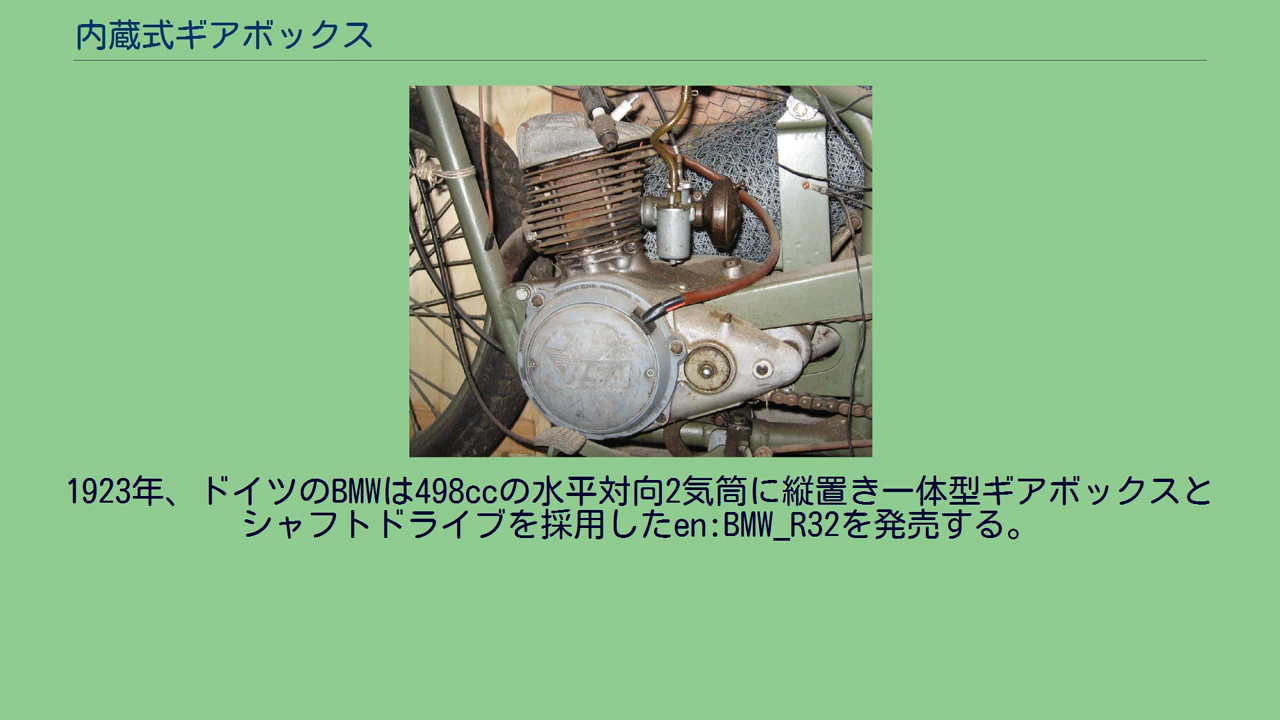 内蔵式ギアボックス
BSA
1923年、ドイツのBMWは498ccの水平対向2気筒に縦置き一体型ギアボックスと
シャフトドライブを採用したen:BMW_R32を発売する。